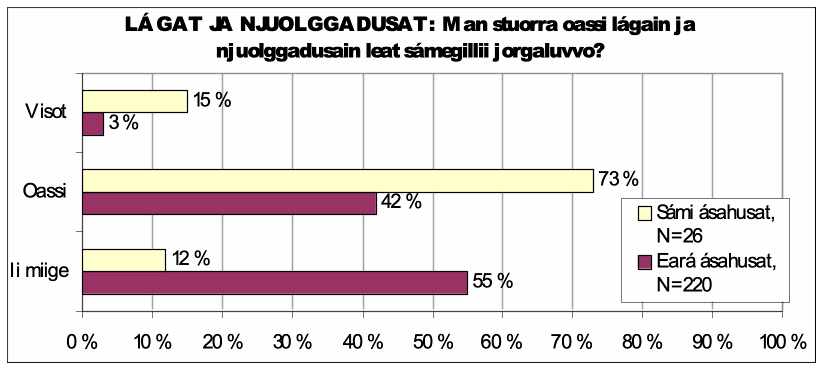 LÁGAT JA NJUOLGGADUSAT: Man stuorra oassi lágain ja
njuolggadusain leat sámegillii jorgaluvvo?
Visot
15 %
3 %
Oassi
73 %
42 %
Ii miige
12 %
55 %
Sámi ásahusat,
N=26
Eará ásahusat,
N=220
0 % 10 % 20 % 30 % 40 % 50 % 60 % 70 % 80 % 90 % 100 %